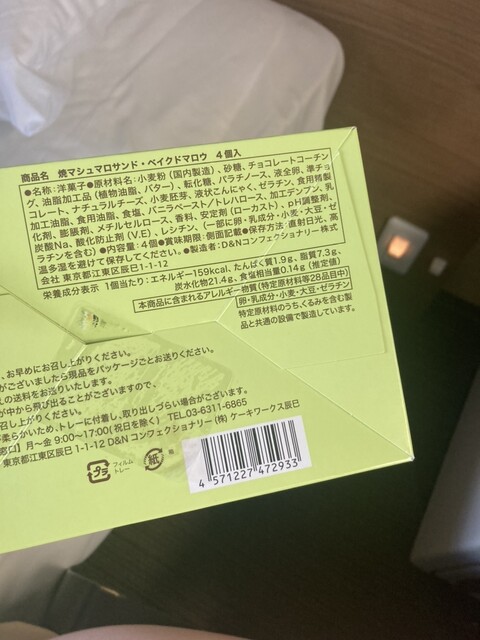 商品名 焼マシュマロサンド・ベイクドマロウ 4個入
●名称:洋菓子●原材料名:小麦粉(国内製造)、砂糖、チョコレートコーチン
グ、油脂加工品(植物油脂、バター)、転化糖、パラチノース、液全卵、準チョ
コレート、ナチュラルチーズ、小麦胚芽、液状こんにゃく、ゼラチン、食用精製
加工油脂、食用油脂、食塩、バニラペースト/トレハロース、加工デンプン、乳
化剤、膨脹剤、メチルセルロース、香料、安定剤(ローカスト)、pH調整剤、
炭酸Na、酸化防止剤(V.E)、レシチン、(一部に卵・乳成分・小麦・大豆・ゼ
ラチンを含む)●内容量:4個●賞味期限:側面記載●保存方法:直射日光、高
温多湿を避けて保存してください。●製造者:D&Nコンフェクショナリー株式
会社 東京都江東区辰巳1-1-12
栄養成分表示 1個当たり:エネルギー159kcal、たんぱく質1.9g、脂質7.3g、
炭水化物21.4g、食塩相当量0.14g(推定値)
本商品に含まれるアレルギー物質(特定原材料等28品目中)
卵・乳成分・小麦・大豆・ゼラチン
特定原材料のうち、くるみを含む製
品と共通の設備で製造しています。
、お早めにお召し上がりください。
がございましたら現品をパッケージごとお送りください。
えの送料をお送りいたします。
が中から飛び出ることがございますので、
召し上がりください。
が柔らかいため、トレーに付着し、取り出しづらい場合がございます。
窓口】月〜金 9:00〜17:00(祝日を除く) TEL.03-6311-6865
東京都江東区辰巳 1-1-12 D&N コンフェクショナリー(株) ケーキワークス辰巳
プラ
フィルム
トレー
紙
箱
4 571227 472933